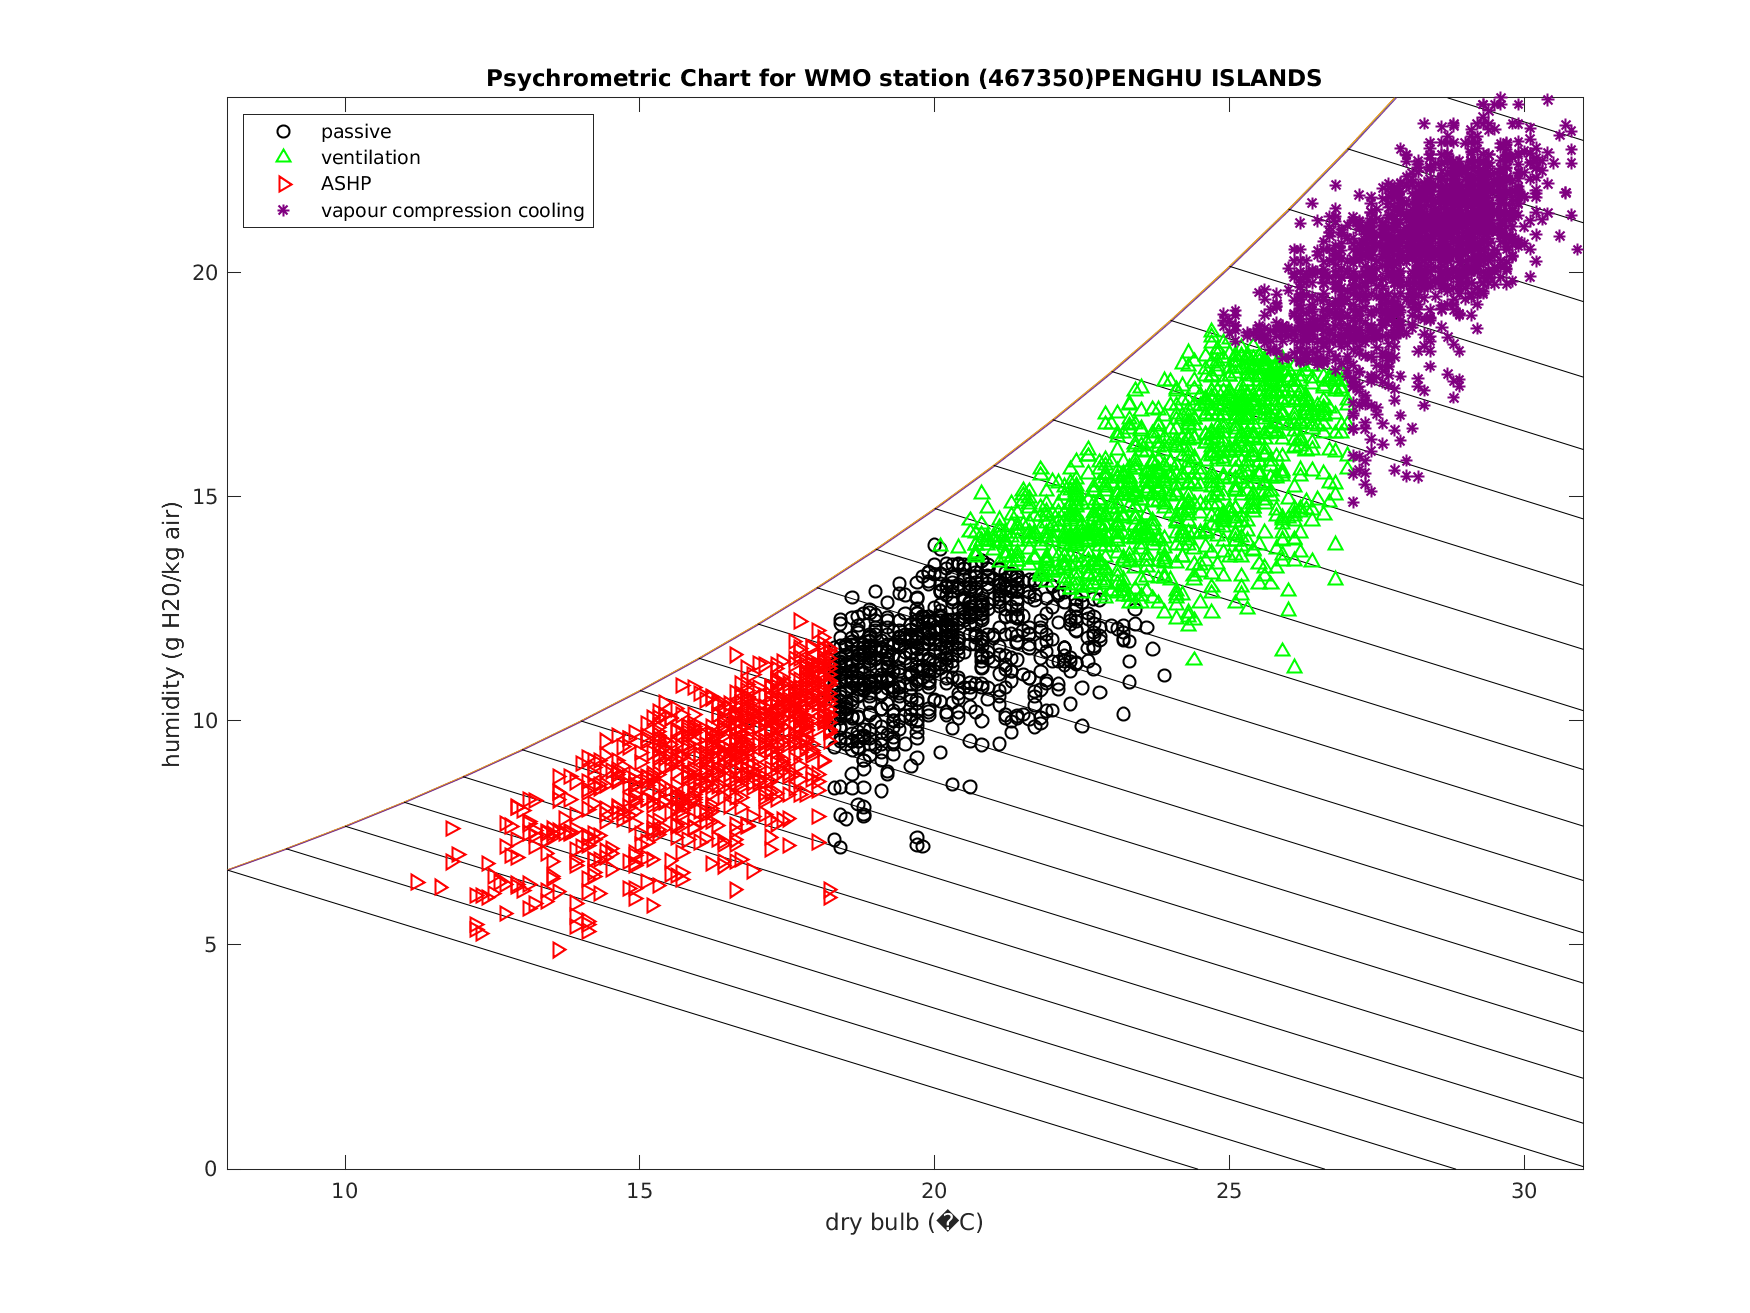 Psychrometric Chart for WMO station (467350)PENGHU ISLANDS
passive
ventilation
ASHP
vapour compression cooling
humidity (g H20/kg air)
20
15
10
5
0
10 15 20 25 30
dry bulb (�C)